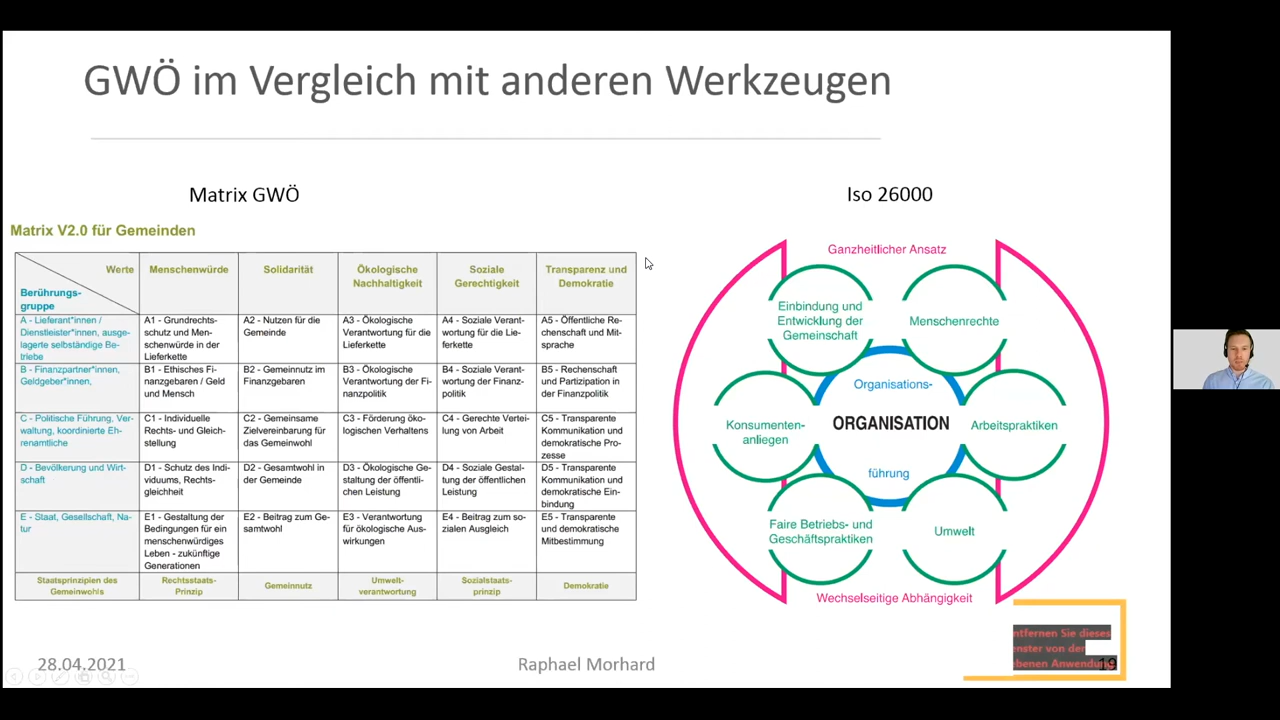 GWÖ im Vergleich mit anderen Werkzeugen
Matrix GWÖ
Matrix V2.0 für Gemeinden
Werte
Berührungs-
gruppe
Menschenwürde
Solidarität
Ökologische
Nachhaltigkeit
Soziale
Gerechtigkeit
Transparenz und
Demokratie
A - Lieferant*innen /
Dienstleister*innen, ausge-
lagerte selbständige Be-
triebe
A1 - Grundrechts-
schutz und Men-
schenwürde in der
Lieferkette
A2 - Nutzen für die
Gemeinde
A3 - Ökologische
Verantwortung für die
Lieferkette
A4 - Soziale Verant-
wortung für die Lie-
ferkette
A5 - Öffentliche Re-
chenschaft und Mit-
sprache
B - Finanzpartner*innen,
Geldgeber*innen,
B1 - Ethisches Fi-
nanzgebaren / Geld
und Mensch
B2 - Gemeinnutz im
Finanzgebaren
B3 - Ökologische
Verantwortung der Fi-
nanzpolitik
B4 - Soziale Verant-
wortung der Finanz-
politik
B5 - Rechenschaft
und Partizipation in
der Finanzpolitik
C - Politische Führung, Ver-
waltung, koordinierte Eh-
renamtliche
C1 - Individuelle
Rechts- und Gleich-
stellung
C2 - Gemeinsame
Zielvereinbarung für
das Gemeinwohl
C3 - Förderung öko-
logischen Verhaltens
C4 - Gerechte Vertei-
lung von Arbeit
C5 - Transparente
Kommunikation und
demokratische Pro-
zesse
D - Bevölkerung und Wirt-
schaft
D1 - Schutz des Indi-
viduums, Rechts-
gleichheit
D2 - Gesamtwohl in
der Gemeinde
D3 - Ökologische Ge-
staltung der öffentli-
chen Leistung
D4 - Soziale Gestal-
tung der öffentlichen
Leistung
D5 - Transparente
Kommunikation und
demokratische Ein-
bindung
E - Staat, Gesellschaft, Na-
tur
E1 - Gestaltung der
Bedingungen für ein
menschenwürdiges
Leben - zukünftige
Generationen
E2 - Beitrag zum Ge-
samtwohl
E3 - Verantwortung
für ökologische Aus-
wirkungen
E4 - Beitrag zum so-
zialen Ausgleich
E5 - Transparente
und demokratische
Mitbestimmung
Staatsprinzipien des
Gemeinwohls
Rechtsstaats-
Prinzip
Gemeinnutz
Umwelt-
verantwortung
Sozialstaats-
prinzip
Demokratie
Iso 26000
Ganzheitlicher Ansatz
Einbindung und
Entwicklung der
Gemeinschaft
Menschenrechte
Organisations-
ORGANISATION
führung
Konsumenten-
anliegen
Arbeitspraktiken
Faire Betriebs- und
Geschäftspraktiken
Umwelt
Wechselseitige Abhängigkeit
28.04.2021
Raphael Morhard
ntfernen Sie dieses
enster von der
ebenen Anwendung
19